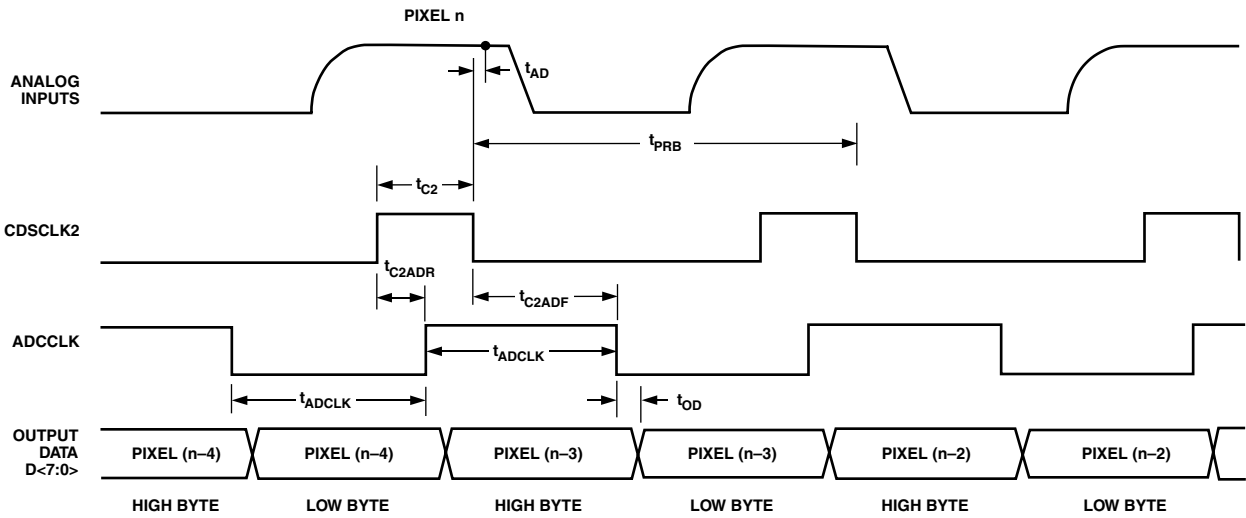 PIXEL n
ANALOG
INPUTS
tAD
tPRB
tC2
CDSCLK2
tC2ADR
tC2ADF
ADCCLK
tADCLK
tADCLK
tOD
OUTPUT
DATA
D<7:0>
PIXEL (n–4) PIXEL (n–4) PIXEL (n–3) PIXEL (n–3) PIXEL (n–2) PIXEL (n–2)
HIGH BYTE LOW BYTE HIGH BYTE LOW BYTE HIGH BYTE LOW BYTE